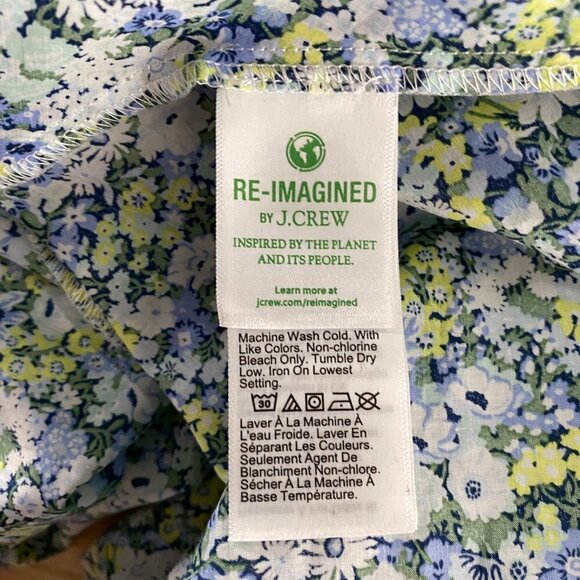 RE-IMAGINED
BY J.CREW
INSPIRED BY THE PLANET
AND ITS PEOPLE.
Learn more at
jcrew.com/reimagined
Machine Wash Cold. With
Like Colors. Non-chlorine
Bleach Only. Tumble Dry
Low. Iron On Lowest
Setting.
30
Laver À La Machine À
L'eau Froide. Laver En
Séparant Les Couleurs.
Seulement Agent De
Blanchiment Non-chlore.
Sécher À La Machine À
Basse Température.